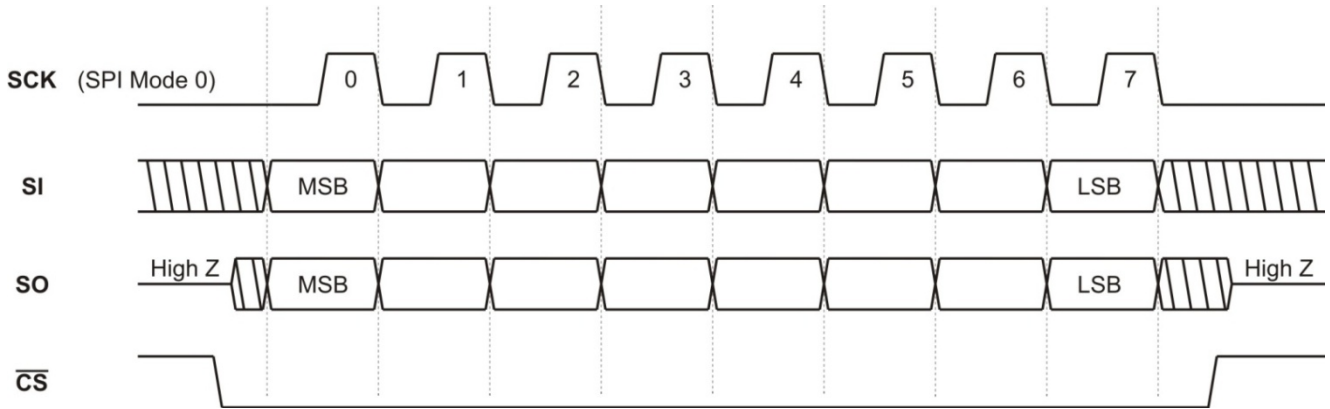 SCK (SPI Mode 0) 0 1 2 3 4 5 6 7
SI MSB LSB
High Z High Z
SO MSB LSB
CS